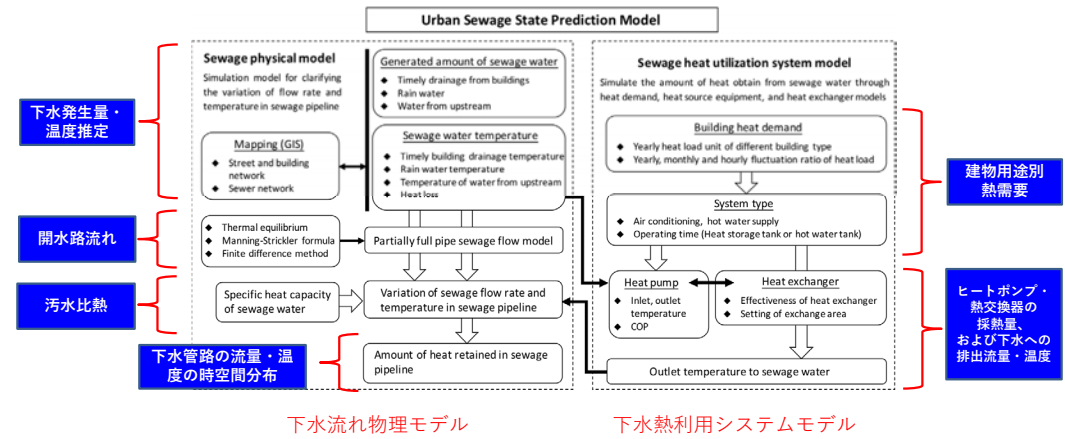 Urban Sewage State Prediction Model
下水発生量・
温度推定
開水路流れ
汚水比熱
下水管路の流量・温
度の時空間分布
Sewage physical model
Simulation model for clarifying
the variation of flow rate and
temperature in sewage pipeline
Mapping (GIS)
◆ Street and building
network
◆ Sewer network
◆ Thermal equilibrium
◆ Manning-Strickler formula
◆ Finite difference method
Specific heat capacity
of sewage water
Generated amount of sewage water
◆ Timely drainage from buildings
◆ Rain water
◆ Water from upstream
Sewage water temperature
◆ Timely building drainage temperature
◆ Rain water temperature
◆ Temperature of water from upstream
◆ Heat loss
Partially full pipe sewage flow model
Variation of sewage flow rate and
temperature in sewage pipeline
Amount of heat retained in sewage
pipeline
Sewage heat utilization system model
Simulate the amount of heat obtain from sewage water through
heat demand, heat source equipment, and heat exchanger models
Building heat demand
◆ Yearly heat load unit of different building type
◆ Yearly, monthly and hourly fluctuation ratio of heat load
System type
◆ Air conditioning, hot water supply
◆ Operating time (Heat storage tank or hot water tank)
Heat pump
◆ Inlet, outlet
temperature
◆ COP
Heat exchanger
◆ Effectiveness of heat exchanger
◆ Setting of exchange area
Outlet temperature to sewage water
建物用途別
熱需要
ヒートポンプ・
熱交換器の
採熱量、
および下水への
排出流量・温度
下水流れ物理モデル
下水熱利用システムモデル